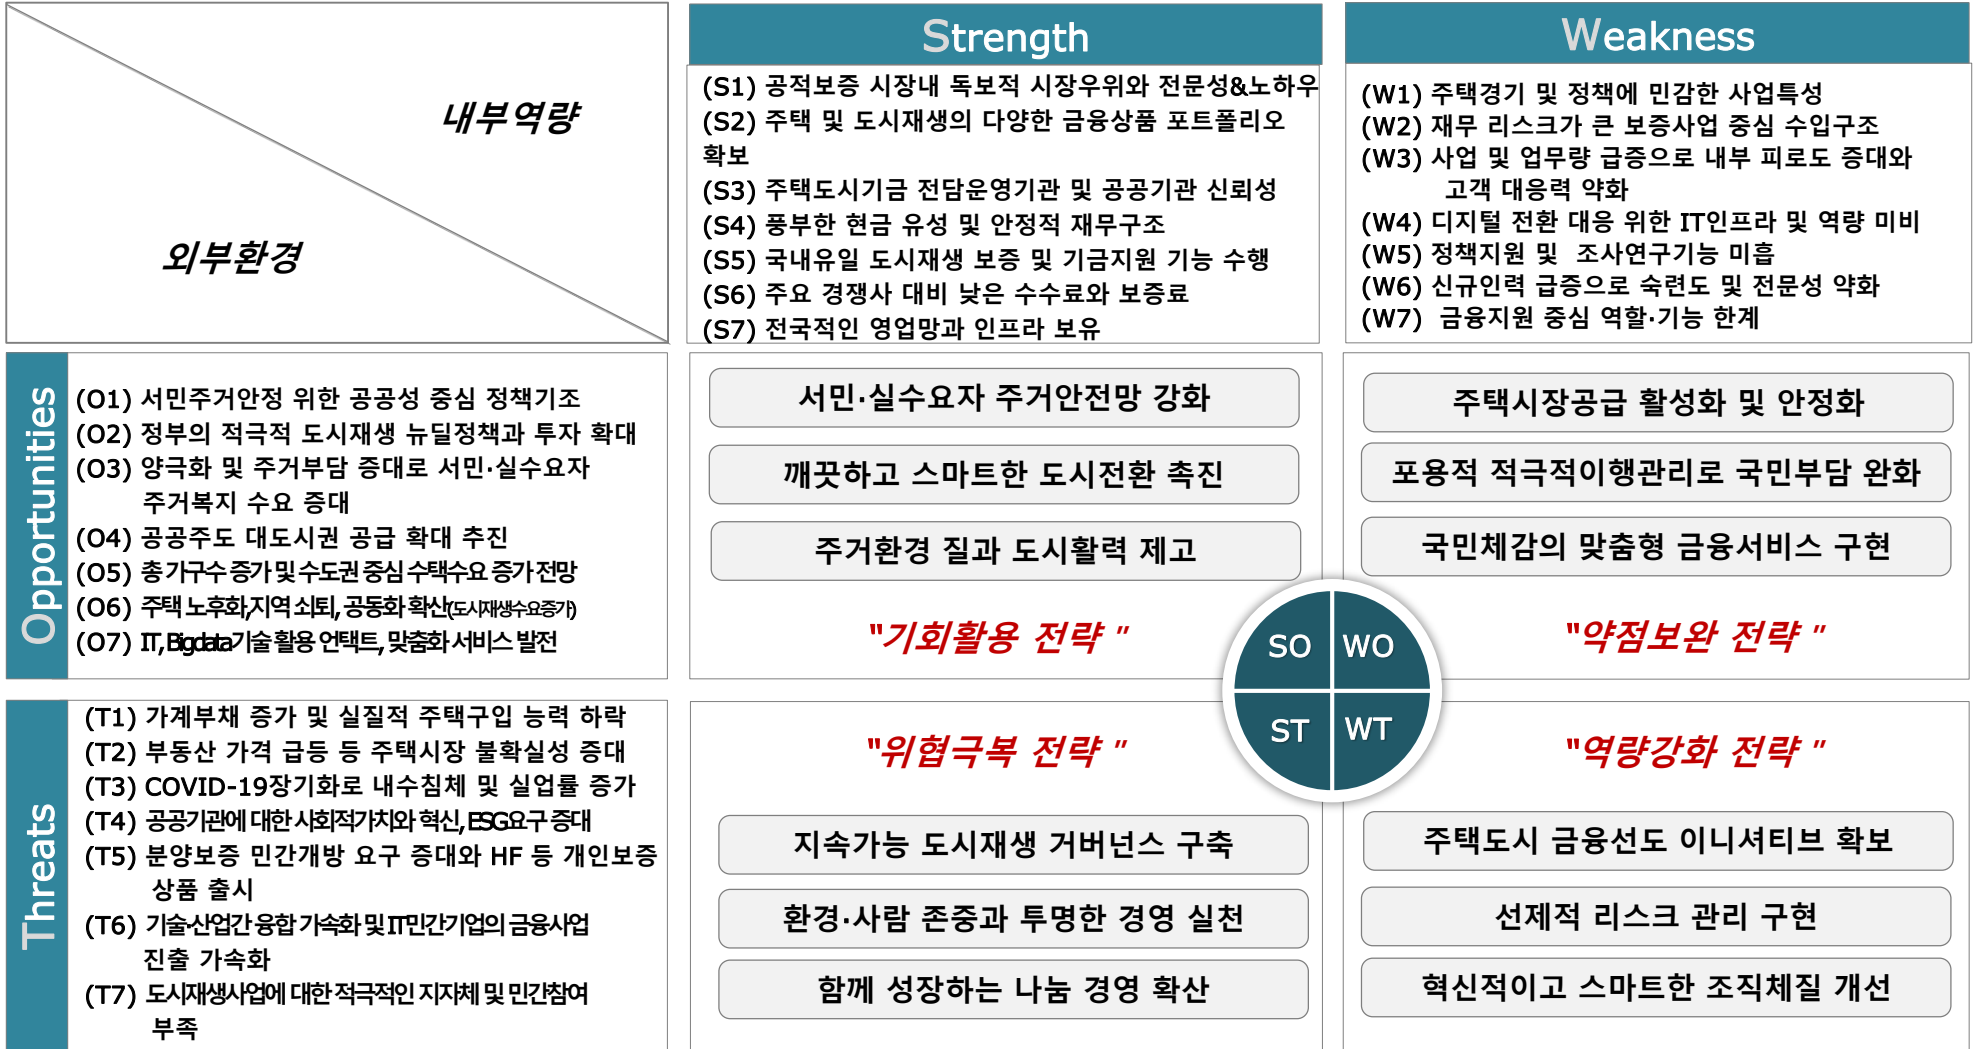 내부역량
외부환경
Strength
(S1) 공적보증 시장내 독보적 시장우위와 전문성&노하우
(S2) 주택 및 도시재생의 다양한 금융상품 포트폴리오
확보
(S3) 주택도시기금 전담운영기관 및 공공기관 신뢰성
(S4) 풍부한 현금 유성 및 안정적 재무구조
(S5) 국내유일 도시재생 보증 및 기금지원 기능 수행
(S6) 주요 경쟁사 대비 낮은 수수료와 보증료
(S7) 전국적인 영업망과 인프라 보유
Weakness
(W1) 주택경기 및 정책에 민감한 사업특성
(W2) 재무 리스크가 큰 보증사업 중심 수입구조
(W3) 사업 및 업무량 급증으로 내부 피로도 증대와
고객 대응력 약화
(W4) 디지털 전환 대응 위한 IT인프라 및 역량 미비
(W5) 정책지원 및 조사연구기능 미흡
(W6) 신규인력 급증으로 숙련도 및 전문성 약화
(W7) 금융지원 중심 역할·기능 한계
Opportunities
(O1) 서민주거안정 위한 공공성 중심 정책기조
(O2) 정부의 적극적 도시재생 뉴딜정책과 투자 확대
(O3) 양극화 및 주거부담 증대로 서민·실수요자
주거복지 수요 증대
(O4) 공공주도 대도시권 공급 확대 추진
(O5) 총 가구수 증가 및 수도권 중심 수택수요 증가 전망
(O6) 주택 노후화,지역 쇠퇴, 공동화 확산(도시재생수요증가)
(O7) IT, Bigdata기술 활용 언택트, 맞춤화 서비스 발전
서민·실수요자 주거안전망 강화
깨끗하고 스마트한 도시전환 촉진
주거환경 질과 도시활력 제고
"기회활용 전략 "
주택시장공급 활성화 및 안정화
포용적 적극적이행관리로 국민부담 완화
국민체감의 맞춤형 금융서비스 구현
"약점보완 전략 "
SO
WO
ST
WT
Threats
(T1) 가계부채 증가 및 실질적 주택구입 능력 하락
(T2) 부동산 가격 급등 등 주택시장 불확실성 증대
(T3) COVID-19장기화로 내수침체 및 실업률 증가
(T4) 공공기관에 대한 사회적가치와 혁신, ESG요구 증대
(T5) 분양보증 민간개방 요구 증대와 HF 등 개인보증
상품 출시
(T6) 기술·산업간 융합 가속화 및 IT민간기업의 금융사업
진출 가속화
(T7) 도시재생사업에 대한 적극적인 지자체 및 민간참여
부족
"위협극복 전략 "
지속가능 도시재생 거버넌스 구축
환경·사람 존중과 투명한 경영 실천
함께 성장하는 나눔 경영 확산
"역량강화 전략 "
주택도시 금융선도 이니셔티브 확보
선제적 리스크 관리 구현
혁신적이고 스마트한 조직체질 개선